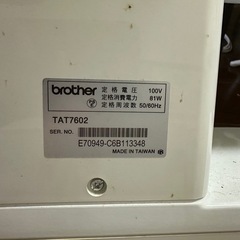 brother
定格電圧 100V
定格消費電力 81W
定格周波数 50/60Hz
TAT7602
SER. NO.
E70949-C6B113348
MADE IN TAIWAN